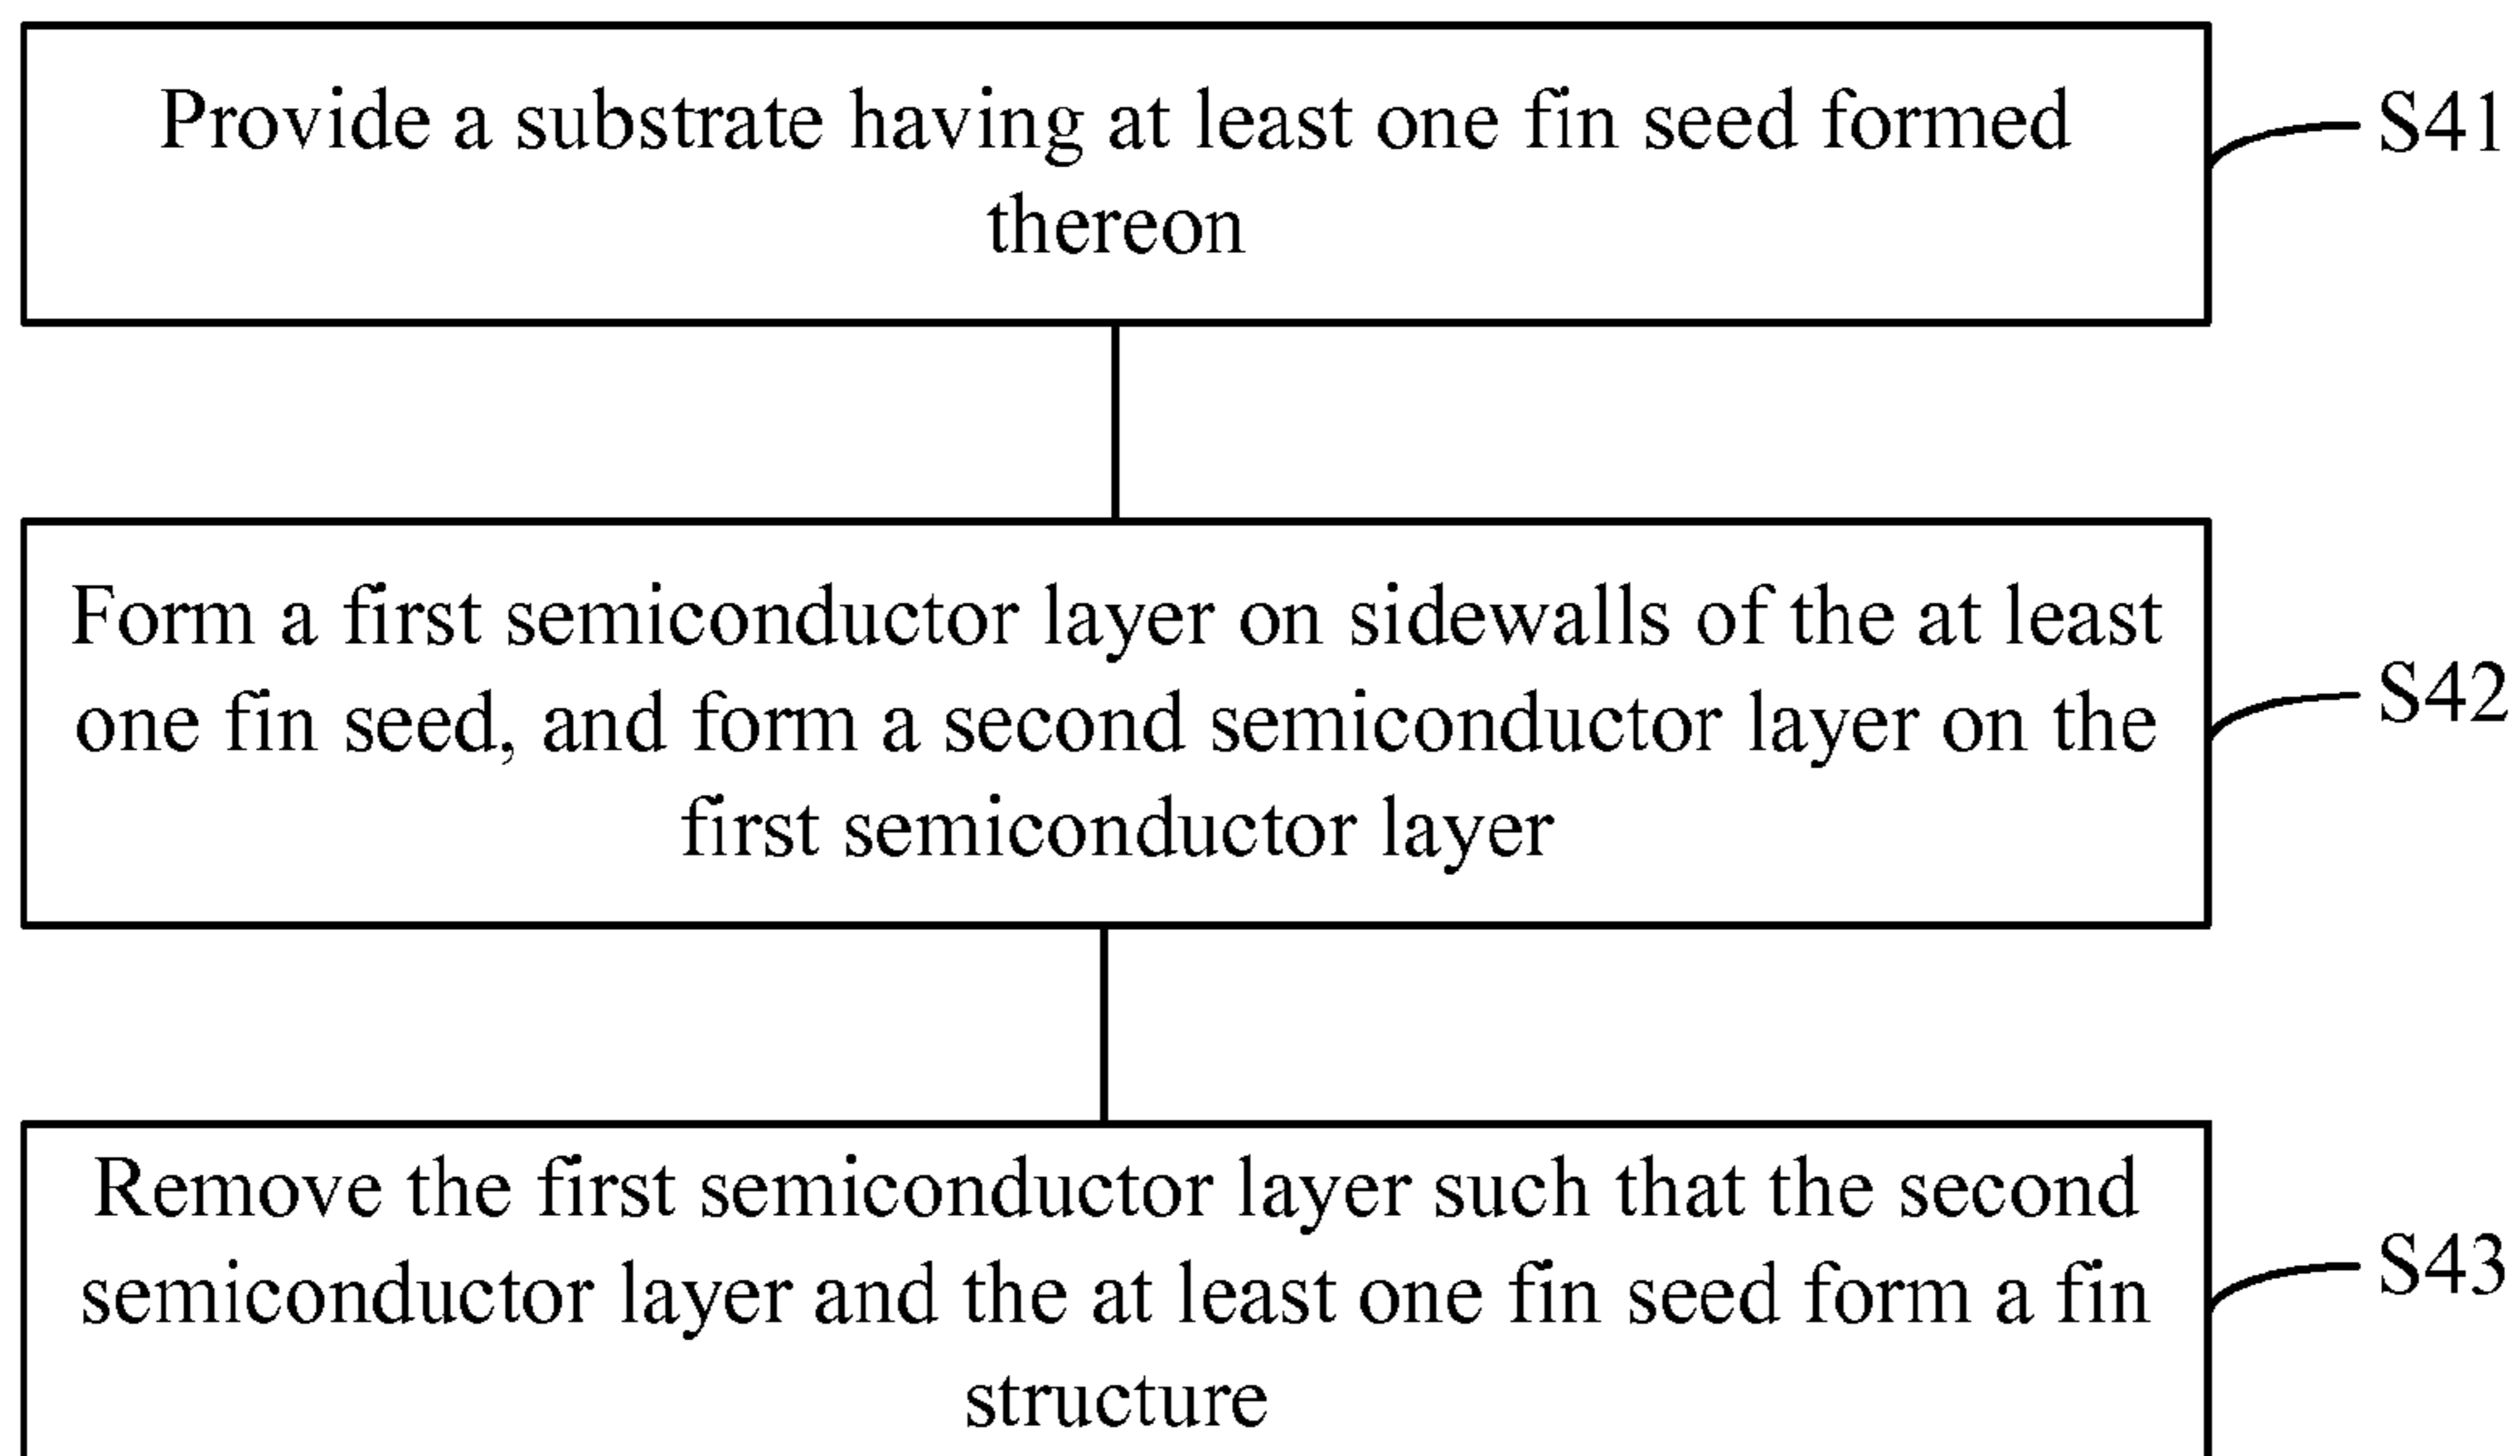 Provide a substrate having at least one fin seed formed
thereon
S41
Form a first semiconductor layer on sidewalls of the at least
one fin seed, and form a second semiconductor layer on the
first semiconductor layer
S42
Remove the first semiconductor layer such that the second
semiconductor layer and the at least one fin seed form a fin
structure
S43